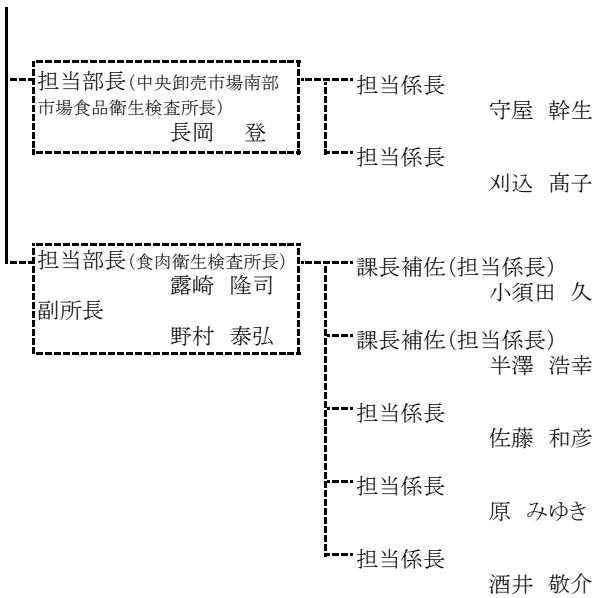 担当部長(中央卸売市場南部
市場食品衛生検査所長)
長岡 登
担当係長
守屋 幹生
担当係長
刈込 髙子
担当部長(食肉衛生検査所長)
露崎 隆司
副所長
野村 泰弘
課長補佐(担当係長)
小須田 久
課長補佐(担当係長)
半澤 浩幸
担当係長
佐藤 和彦
担当係長
原 みゆき
担当係長
酒井 敬介